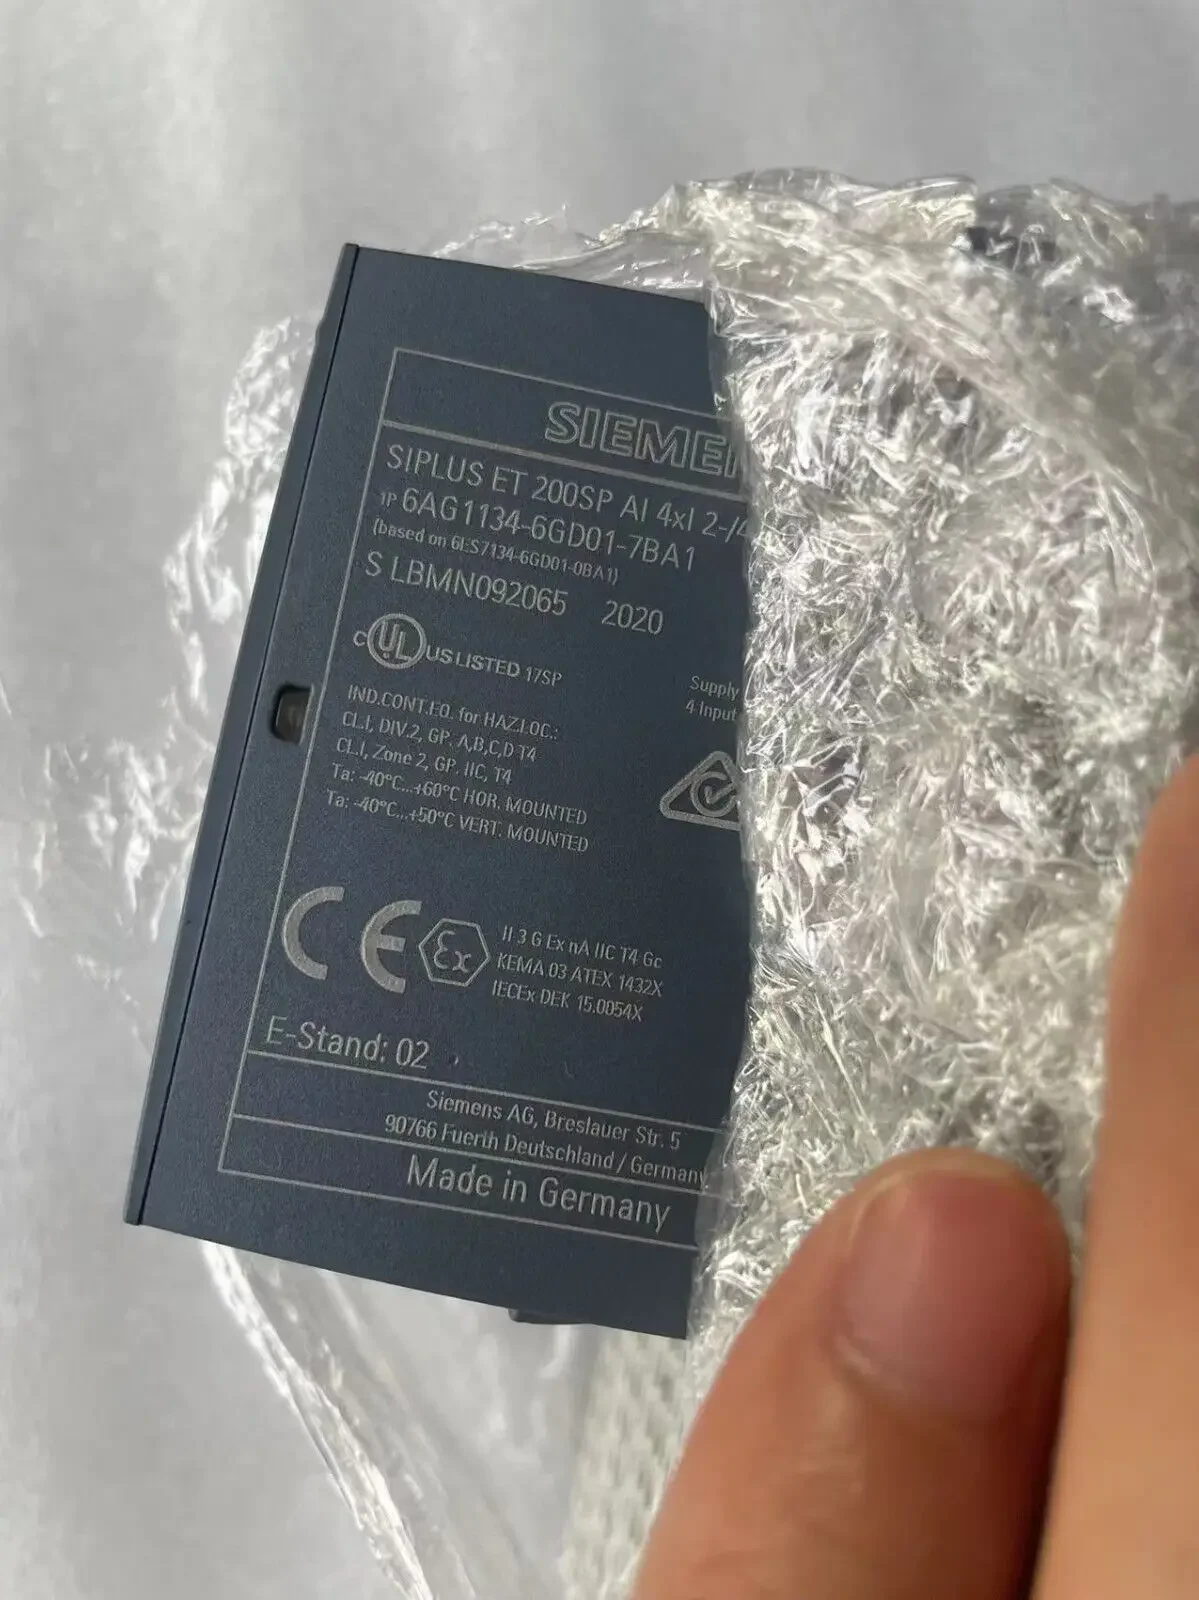 SIEMEN
SIPLUS ET 200SP AI 4xI 2-/4
1P 6AG1134-6GD01-7BA1
(based on 6ES7134-6GD01-0BA1)
S LBMN092065 2020
c UL US LISTED 17SP
Supply
4 Input
IND.CONT.EQ. for HAZ.LOC.:
CL.I, DIV.2, GP. A,B,C,D T4
CL.I, Zone 2, GP. IIC, T4
Ta: -40°C...+60°C HOR. MOUNTED
Ta: -40°C...+50°C VERT. MOUNTED
CE Ex
II 3 G Ex nA IIC T4 Gc
KEMA 03 ATEX 1432X
IECEx DEK 15.0054X
E-Stand: 02
Siemens AG, Breslauer Str. 5
90766 Fuerth Deutschland / Germany
Made in Germany